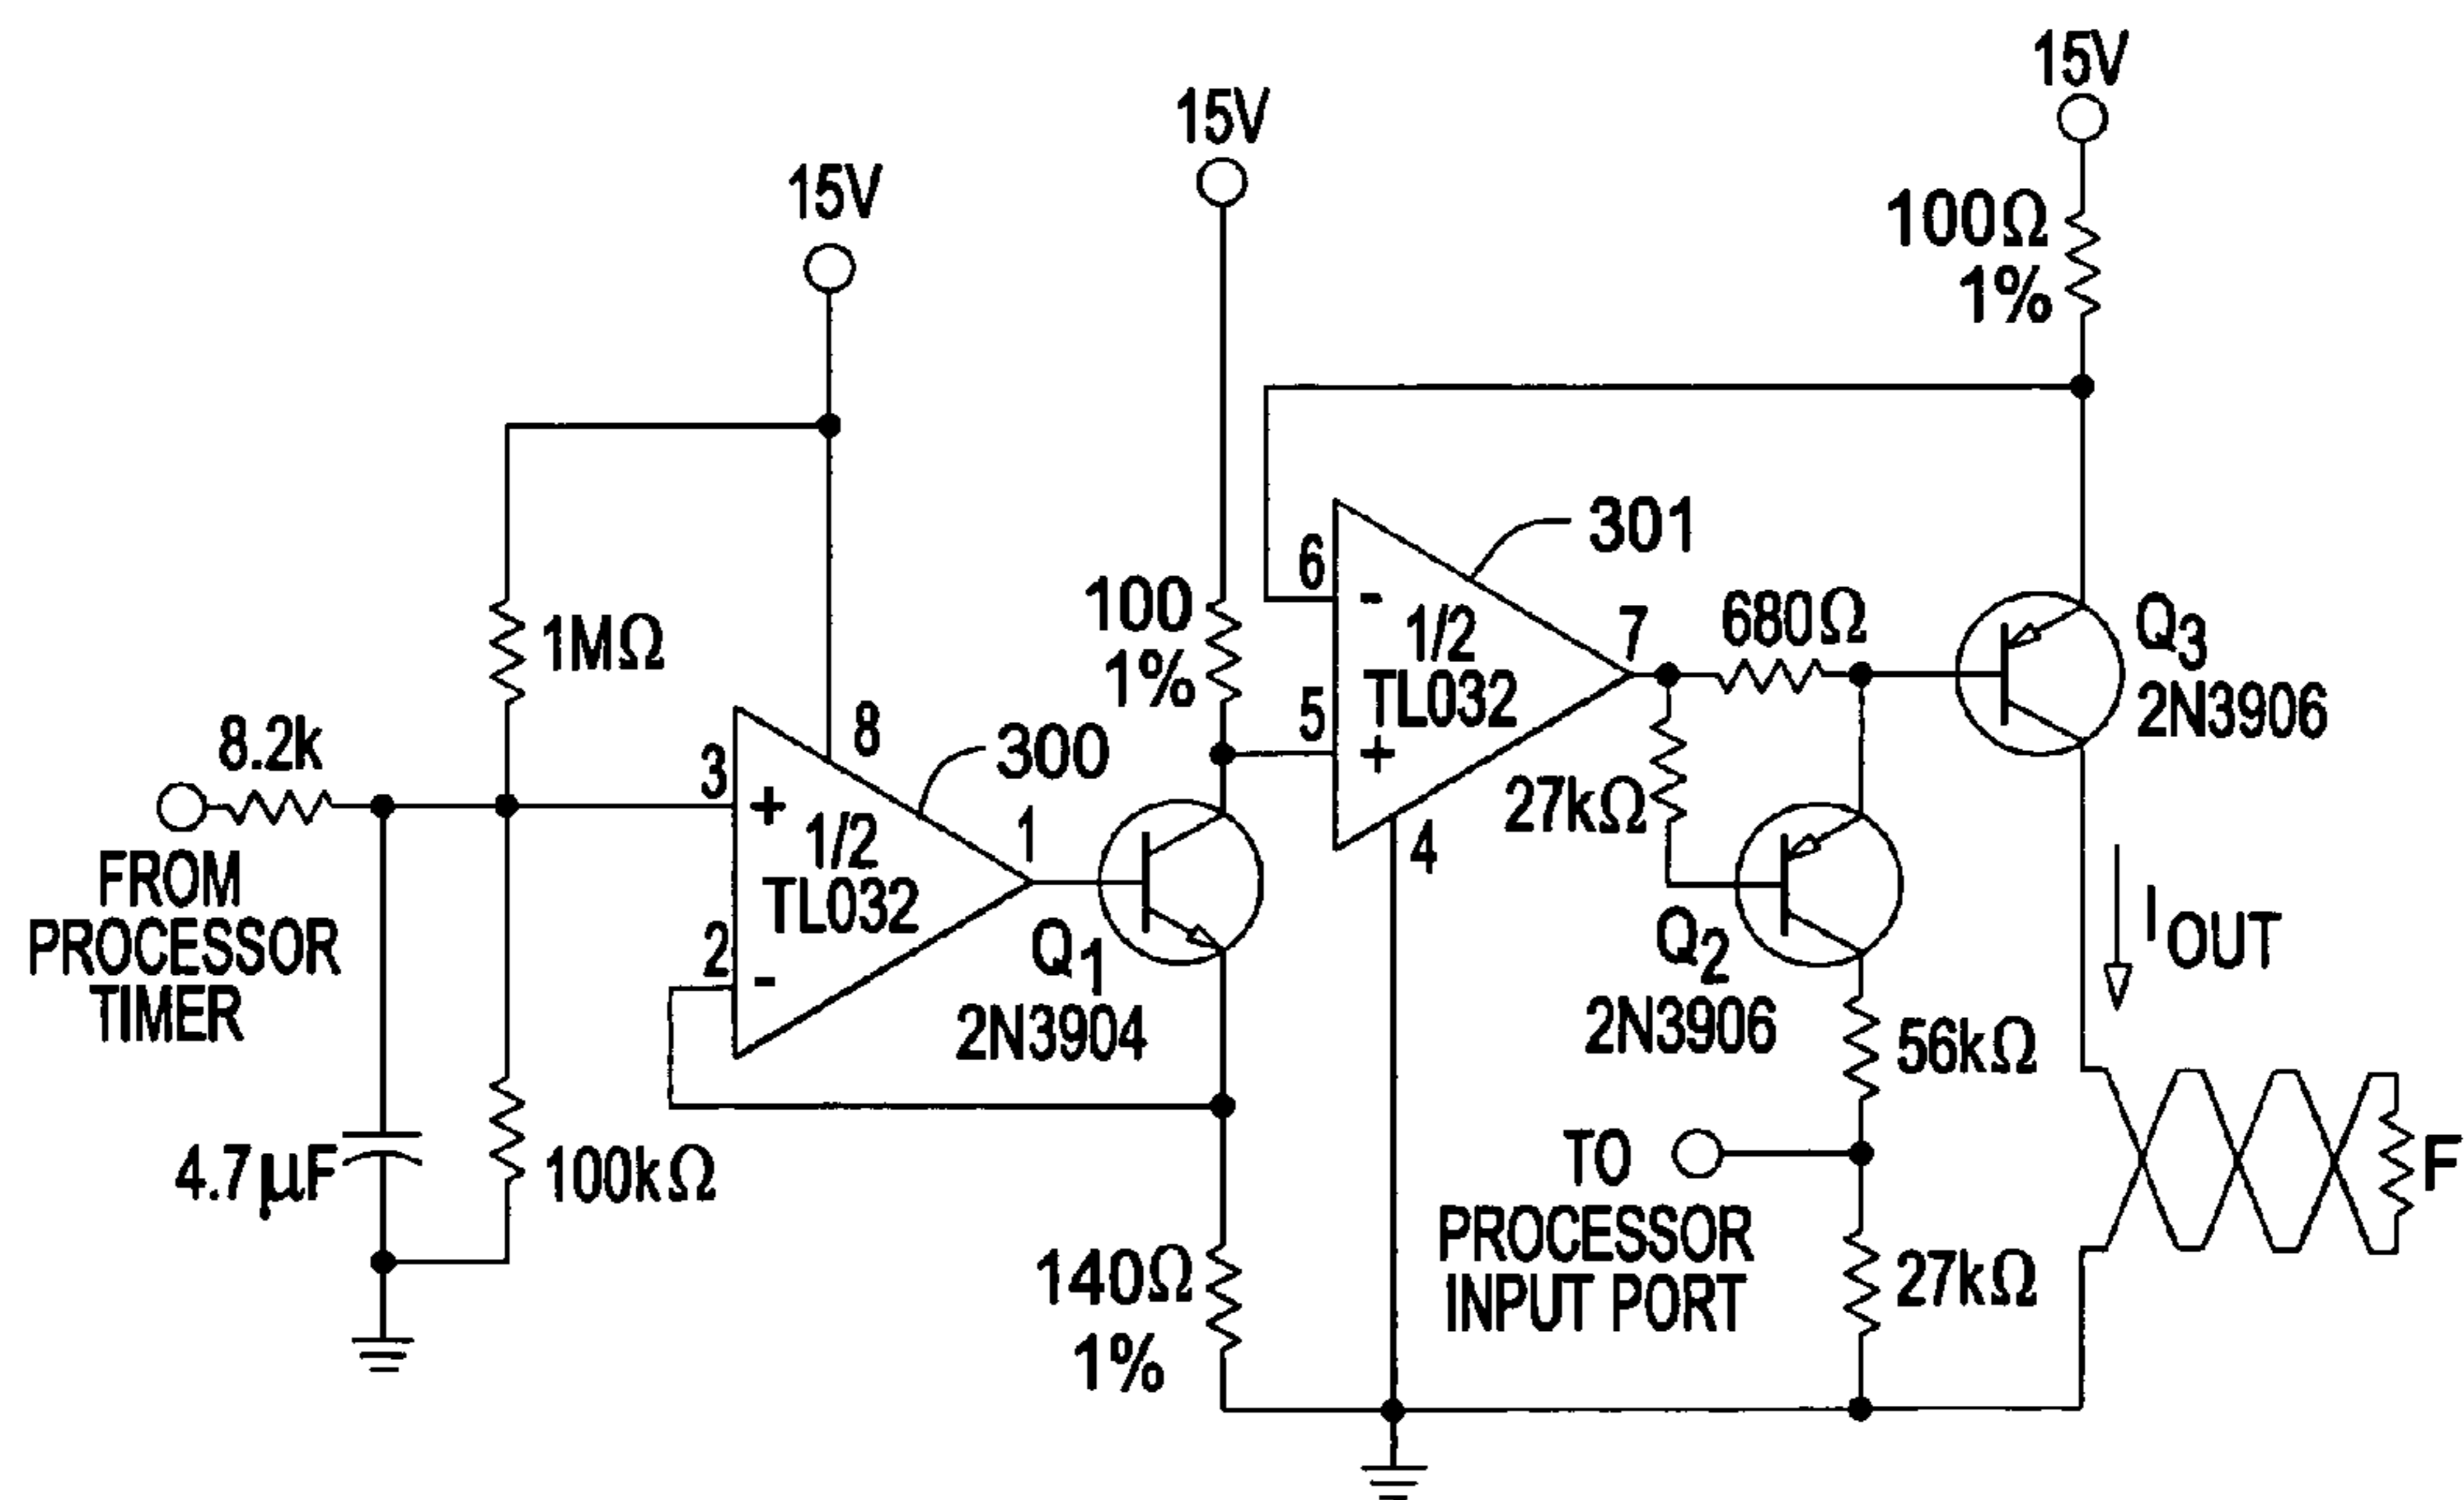 15V
15V
15V
100Ω
1%
1MΩ
8.2k
FROM
PROCESSOR
TIMER
4.7µF
100kΩ
3
+
8
300
1/2
TL032
1
2
-
Q1
2N3904
100
1%
140Ω
1%
6
-
301
1/2
TL032
7
5
+
4
680Ω
27kΩ
Q3
2N3906
Q2
2N3906
IOUT
56kΩ
TO
PROCESSOR
INPUT PORT
27kΩ
F